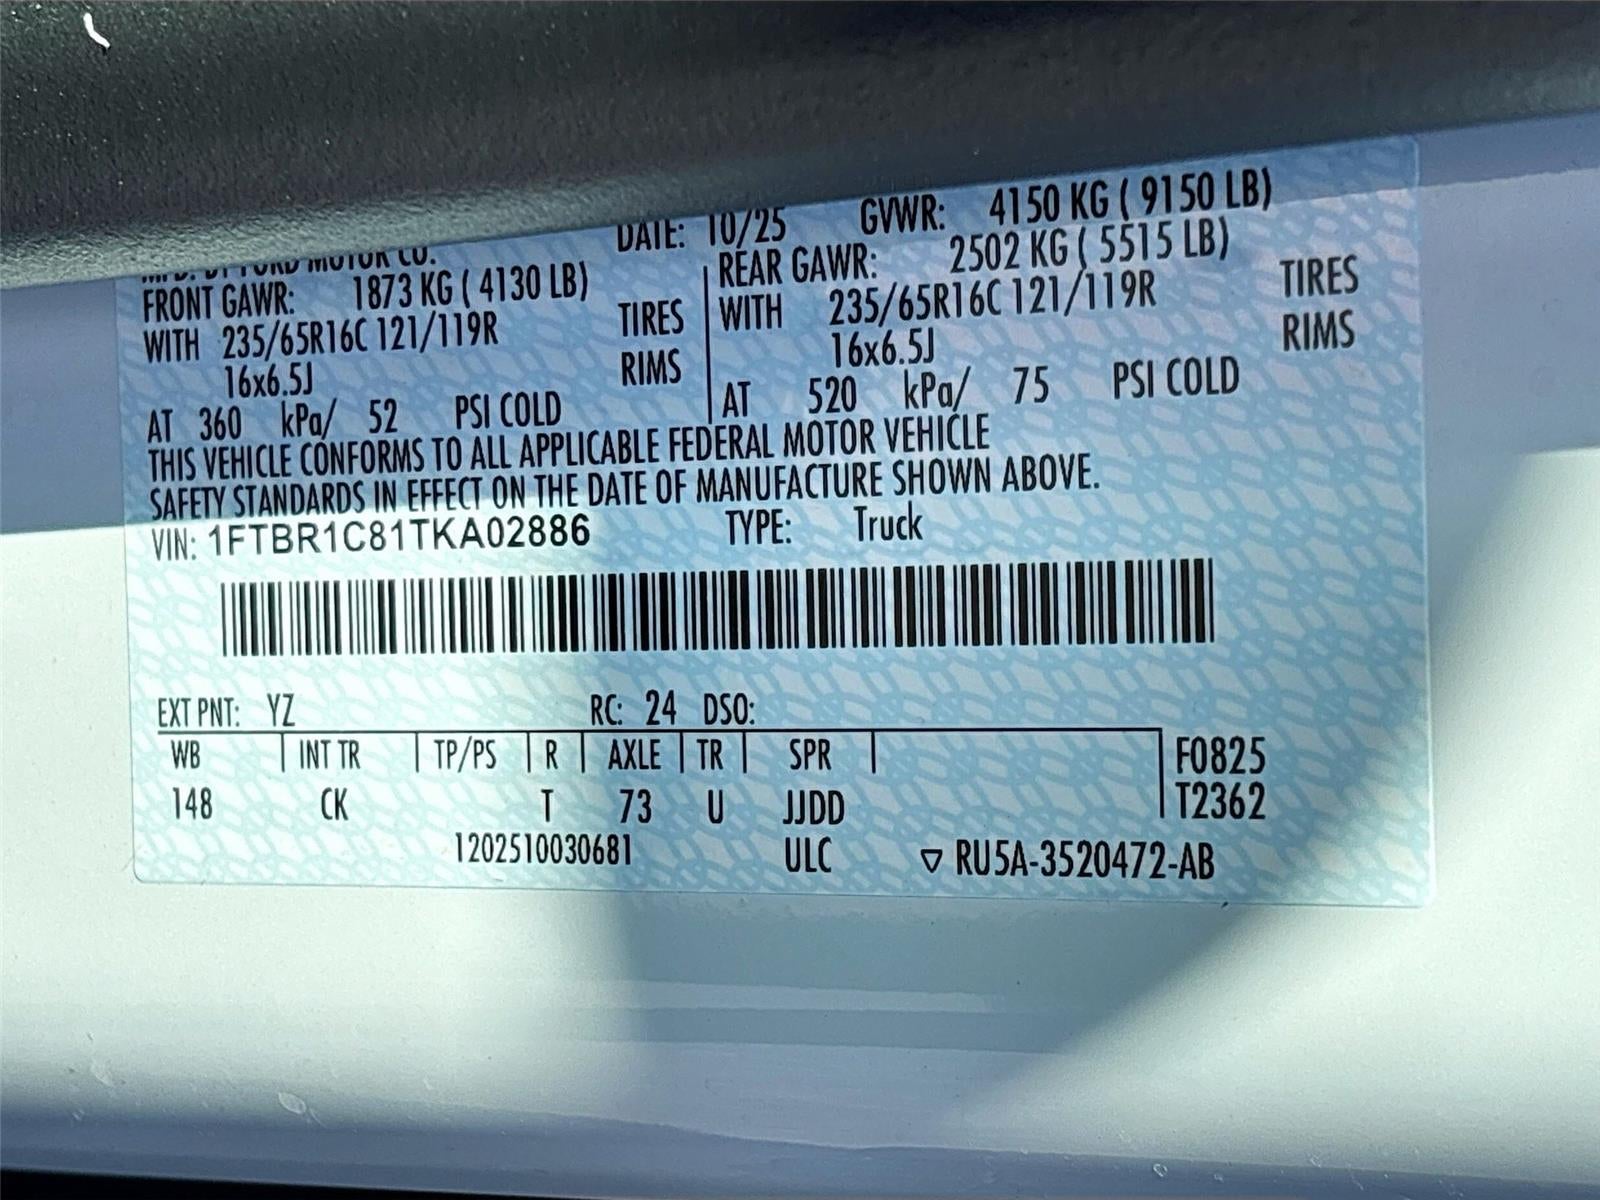 MFD. BY FORD MOTOR CO.
DATE: 10/25 GVWR: 4150 KG ( 9150 LB)
FRONT GAWR: 1873 KG ( 4130 LB)
WITH 235/65R16C 121/119R TIRES
16x6.5J RIMS
AT 360 kPa/ 52 PSI COLD
REAR GAWR: 2502 KG ( 5515 LB)
WITH 235/65R16C 121/119R TIRES
16x6.5J RIMS
AT 520 kPa/ 75 PSI COLD
THIS VEHICLE CONFORMS TO ALL APPLICABLE FEDERAL MOTOR VEHICLE
SAFETY STANDARDS IN EFFECT ON THE DATE OF MANUFACTURE SHOWN ABOVE.
VIN: 1FTBR1C81TKA02886 TYPE: Truck
EXT PNT: YZ RC: 24 DSO:
WB INT TR TP/PS R AXLE TR SPR F0825
148 CK T 73 U JJDD T2362
1202510030681 ULC ▽ RU5A-3520472-AB